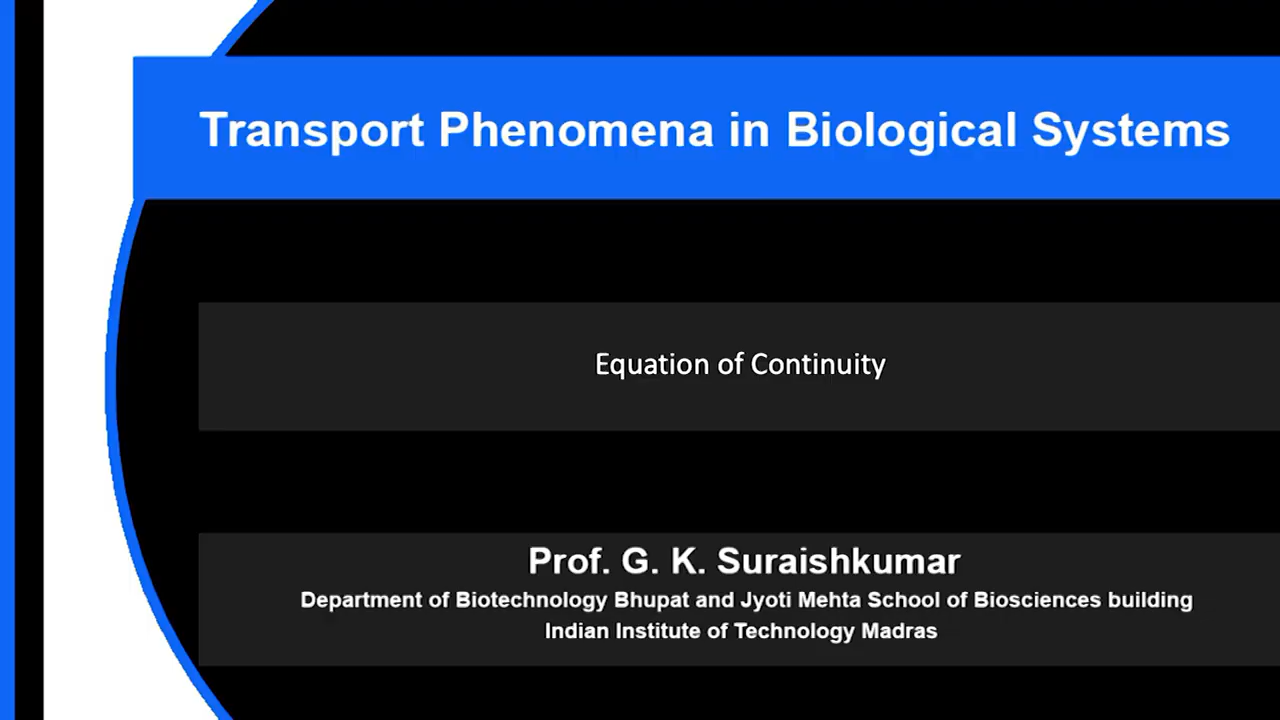 Transport Phenomena in Biological Systems
Equation of Continuity
Prof. G. K. Suraishkumar
Department of Biotechnology Bhupat and Jyoti Mehta School of Biosciences building
Indian Institute of Technology Madras